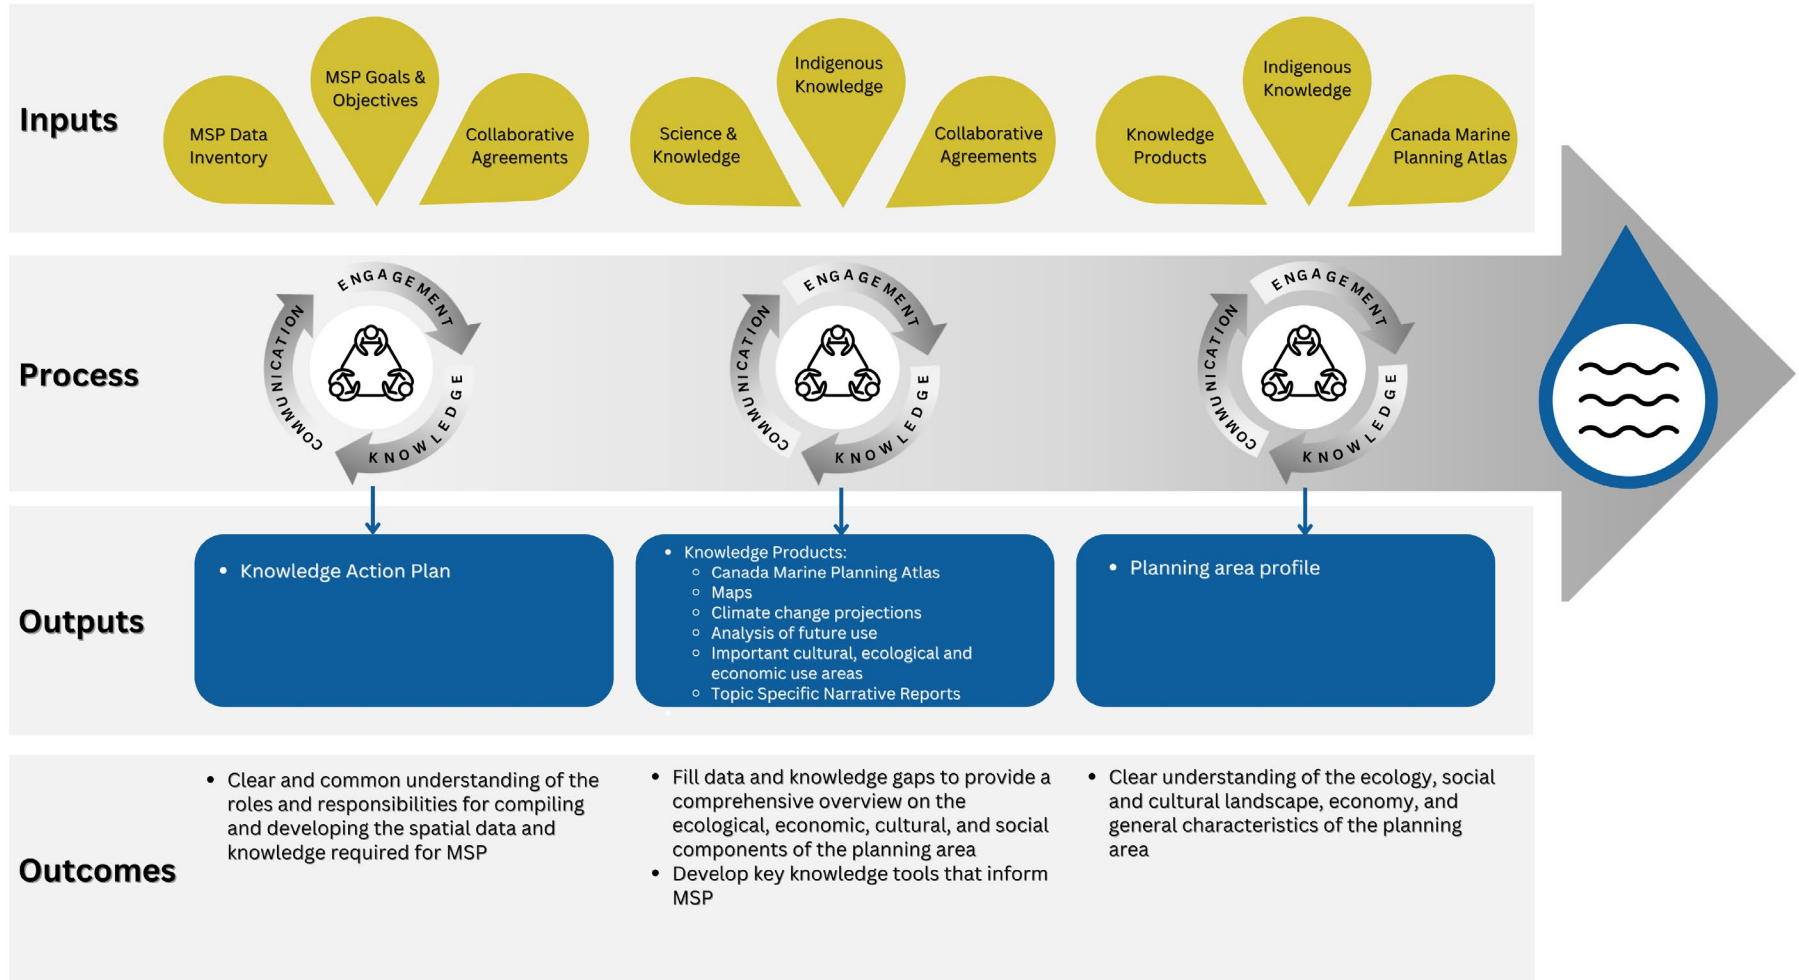 Inputs
MSP Data
Inventory
MSP Goals &
Objectives
Collaborative
Agreements
Science &
Knowledge
Indigenous
Knowledge
Collaborative
Agreements
Knowledge
Products
Indigenous
Knowledge
Canada Marine
Planning Atlas
Process
ENGAGEMENT
KNOWLEDGE
COMMUNICATION
ENGAGEMENT
KNOWLEDGE
COMMUNICATION
ENGAGEMENT
KNOWLEDGE
COMMUNICATION
Outputs
• Knowledge Action Plan
• Knowledge Products:
◦ Canada Marine Planning Atlas
◦ Maps
◦ Climate change projections
◦ Analysis of future use
◦ Important cultural, ecological and
economic use areas
◦ Topic Specific Narrative Reports
• Planning area profile
Outcomes
• Clear and common understanding of the
roles and responsibilities for compiling
and developing the spatial data and
knowledge required for MSP
• Fill data and knowledge gaps to provide a
comprehensive overview on the
ecological, economic, cultural, and social
components of the planning area
• Develop key knowledge tools that inform
MSP
• Clear understanding of the ecology, social
and cultural landscape, economy, and
general characteristics of the planning
area